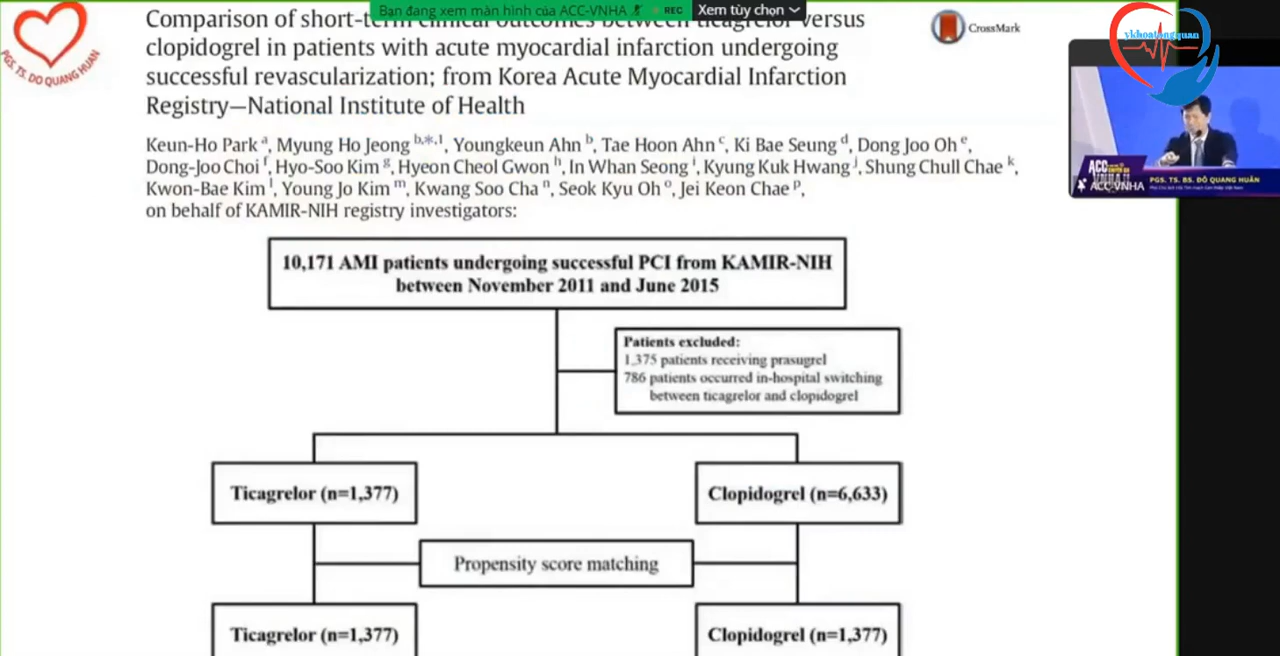 Bạn đang xem màn hình của ACC-VNHA
REC
Xem tùy chọn
Comparison of short-term clinical outcomes between ticagrelor versus
clopidogrel in patients with acute myocardial infarction undergoing
successful revascularization; from Korea Acute Myocardial Infarction
Registry—National Institute of Health
CrossMark
PGS. TS. DO QUANG HUAN
ykhoatongquan
Keun-Ho Park a, Myung Ho Jeong b,*,1, Youngkeun Ahn b, Tae Hoon Ahn c, Ki Bae Seung d, Dong Joo Oh e,
Dong-Joo Choi f, Hyo-Soo Kim g, Hyeon Cheol Gwon h, In Whan Seong i, Kyung Kuk Hwang j, Shung Chull Chae k,
Kwon-Bae Kim l, Young Jo Kim m, Kwang Soo Cha n, Seok Kyu Oh o, Jei Keon Chae p,
on behalf of KAMIR-NIH registry investigators:
ACC
ACC-VNHA
PGS. TS. BS. ĐỖ QUANG HUÂN
10,171 AMI patients undergoing successful PCI from KAMIR-NIH
between November 2011 and June 2015
Patients excluded:
1,375 patients receiving prasugrel
786 patients occurred in-hospital switching
between ticagrelor and clopidogrel
Ticagrelor (n=1,377)
Clopidogrel (n=6,633)
Propensity score matching
Ticagrelor (n=1,377)
Clopidogrel (n=1,377)